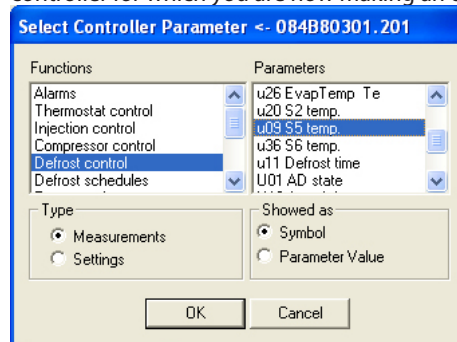 controller for which you are now making an
Select Controller Parameter <- 084B80301.201
Functions
Alarms
Thermostat control
Injection control
Compressor control
Defrost control
Defrost schedules
Parameters
u26 EvapTemp Te
u20 S2 temp.
u09 S5 temp.
u36 S6 temp.
u11 Defrost time
U01 AD state
Type
Measurements
Settings
Showed as
Symbol
Parameter Value
OK
Cancel